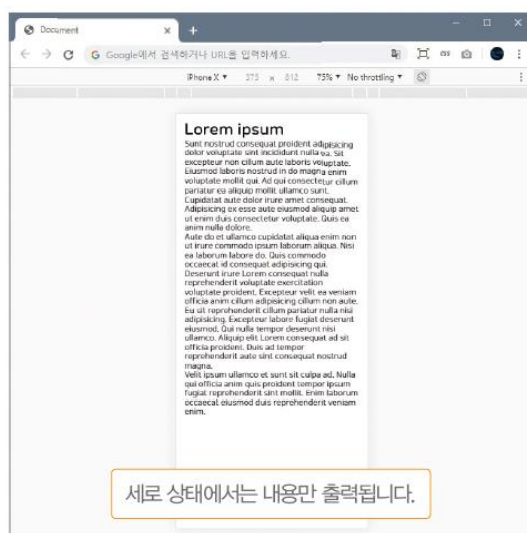 Document
Google에서 검색하거나 URL을 입력하세요.
iPhone X ▼ 375 x 812 75% ▼ No throttling ▼
Lorem ipsum
Sunt nostrud consequat proident adipisicing
dolor voluptate sint incididunt nulla ea. Sit
excepteur non cillum aute laboris voluptate.
Eiusmod laboris nostrud in do magna enim
voluptate mollit qui. Ad qui consectetur cillum
pariatur ea aliquip mollit ullamco sunt.
Cupidatat aute dolor irure amet consequat.
Adipisicing ex esse aute eiusmod aliquip amet
ut enim duis consectetur voluptate. Quis ea
anim nulla dolore.
Aute do et ullamco cupidatat aliqua enim non
ut irure commodo ipsum laborum aliqua. Nisi
ea laborum labore do. Quis commodo
occaecat id consequat adipisicing qui.
Deserunt irure Lorem consequat nulla
reprehenderit voluptate exercitation
voluptate proident. Excepteur velit ea veniam
officia anim cillum adipisicing cillum non aute.
Eu sit reprehenderit cillum pariatur nulla nisi
adipisicing. Excepteur labore fugiat deserunt
eiusmod. Qui nulla tempor deserunt nisi
ullamco. Aliquip elit Lorem consequat ad sit
officia proident. Duis ad tempor
reprehenderit aute sint consequat nostrud
magna.
Velit ipsum ullamco et sunt sit culpa ad. Nulla
qui officia anim quis proident tempor ipsum
fugiat reprehenderit sint mollit. Enim laborum
occaecat eiusmod duis reprehenderit veniam
enim.
세로 상태에서는 내용만 출력됩니다.